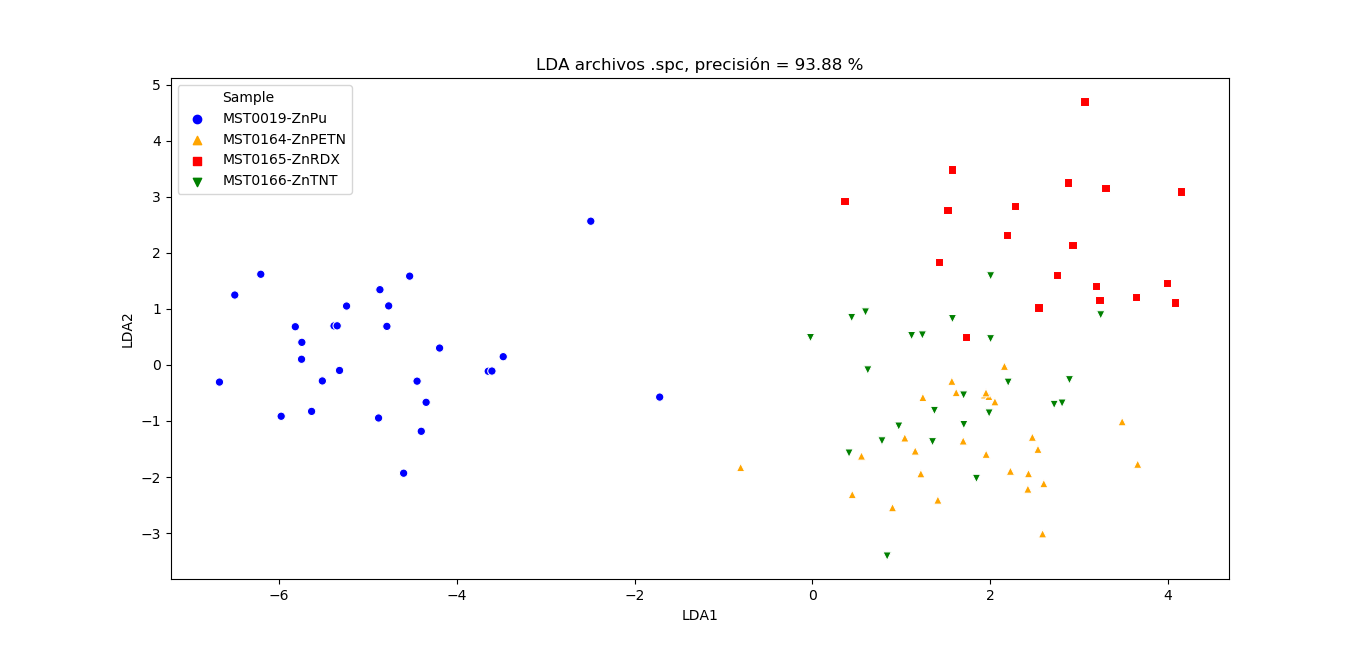 LDA archivos .spc, precisión = 93.88 %
Sample
MST0019-ZnPu
MST0164-ZnPETN
MST0165-ZnRDX
MST0166-ZnTNT
5
4
3
2
1
0
−1
−2
−3
LDA2
−6
−4
−2
0
2
4
LDA1